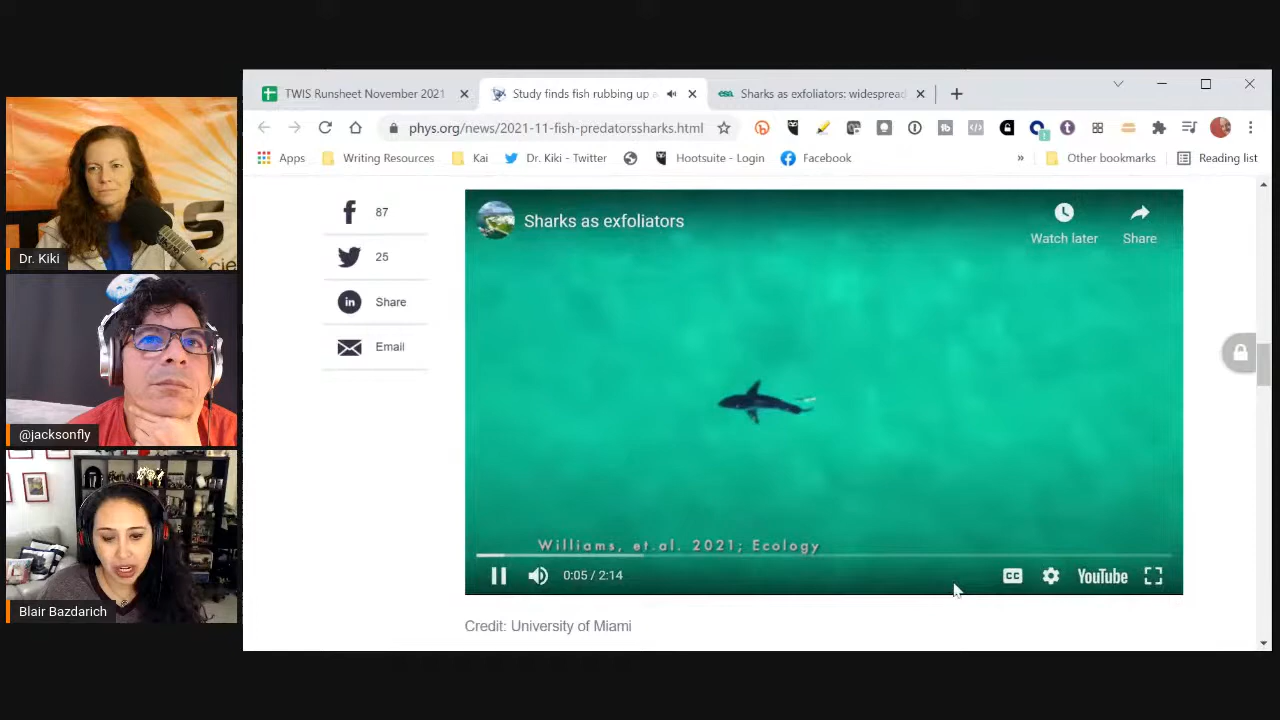 TWIS Runsheet November 2021
Study finds fish rubbing up a
Sharks as exfoliators: widespread
phys.org/news/2021-11-fish-predatorssharks.html
Apps
Writing Resources
Kai
Dr. Kiki - Twitter
Hootsuite - Login
Facebook
»
Other bookmarks
Reading list
Dr. Kiki
@jacksonfly
Blair Bazdarich
87
25
Share
Email
Sharks as exfoliators
Watch later
Share
Williams, et.al. 2021; Ecology
0:05 / 2:14
CC
YouTube
Credit: University of Miami